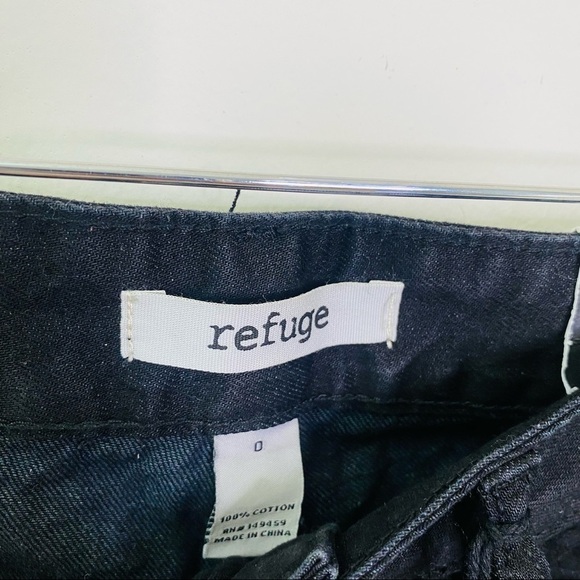 refuge
0
100% COTTON
RN# 149459
MADE IN CHINA